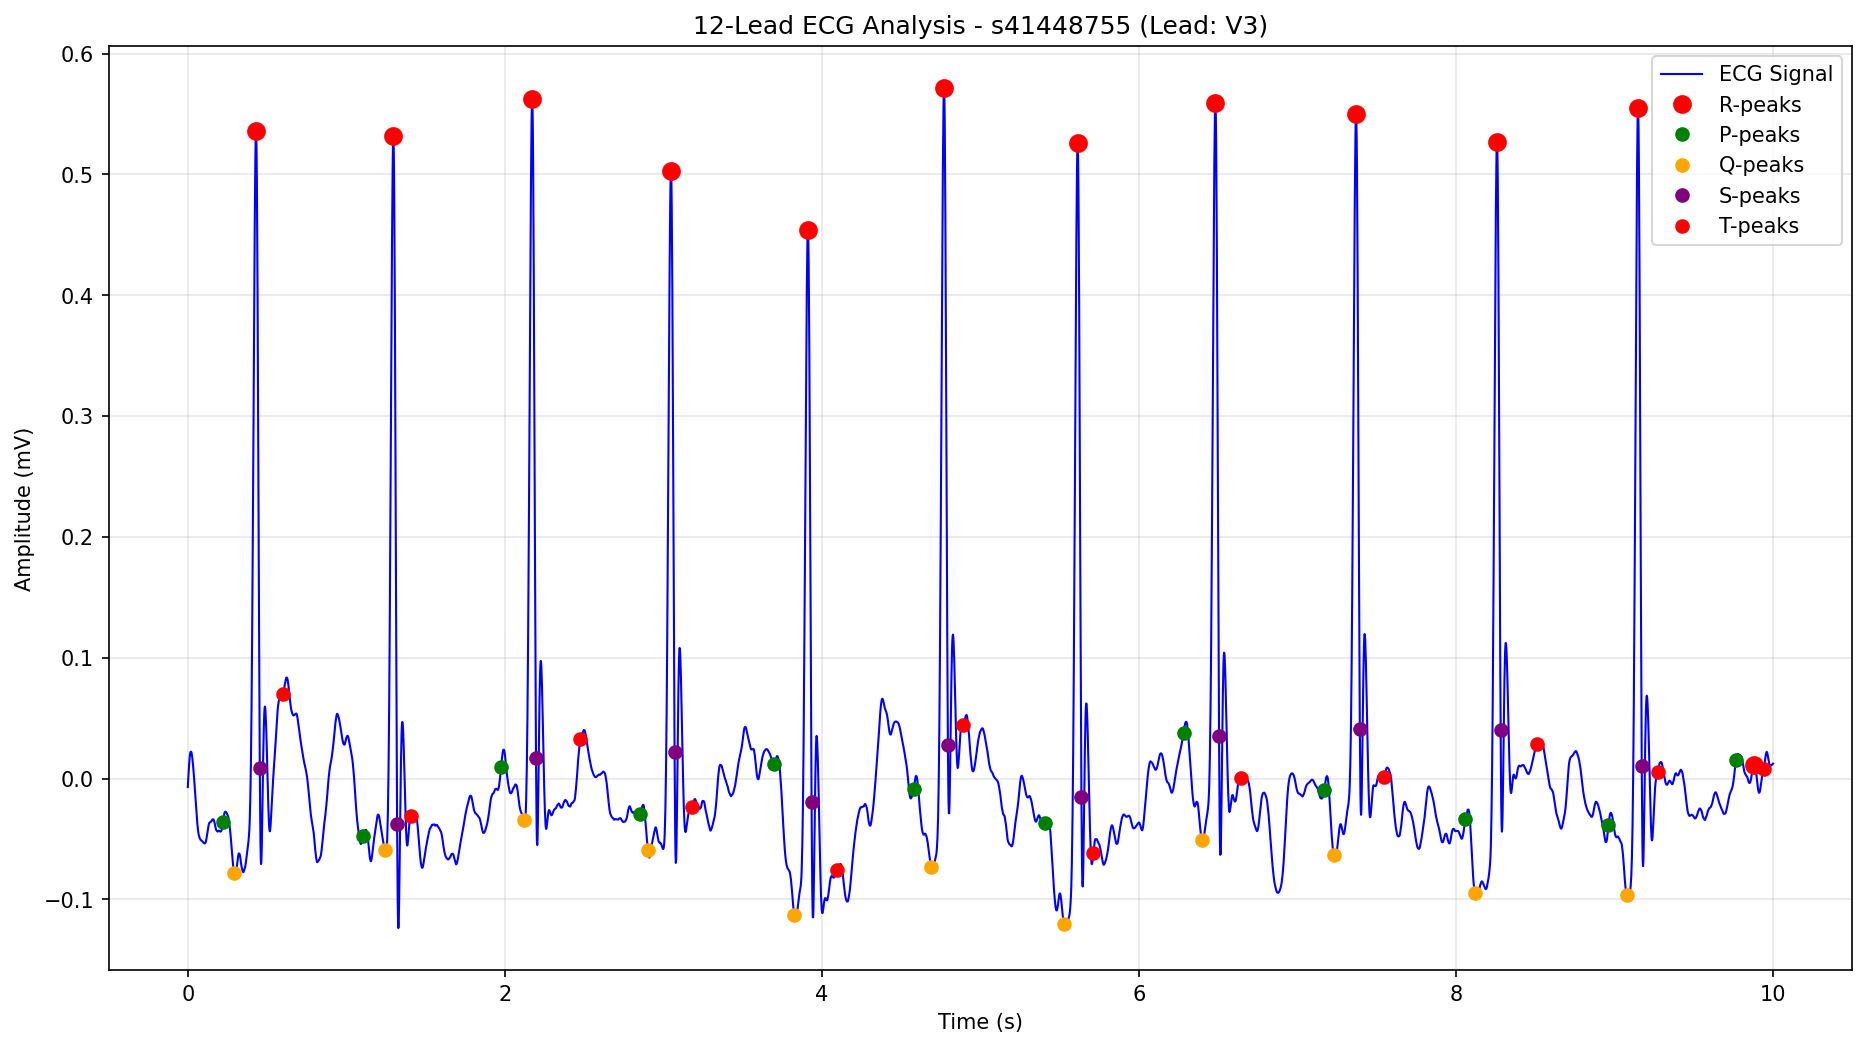 12-Lead ECG Analysis - s41448755 (Lead: V3)
ECG Signal
R-peaks
P-peaks
Q-peaks
S-peaks
T-peaks
Amplitude (mV)
0.6
0.5
0.4
0.3
0.2
0.1
0.0
−0.1
0 2 4 6 8 10
Time (s)